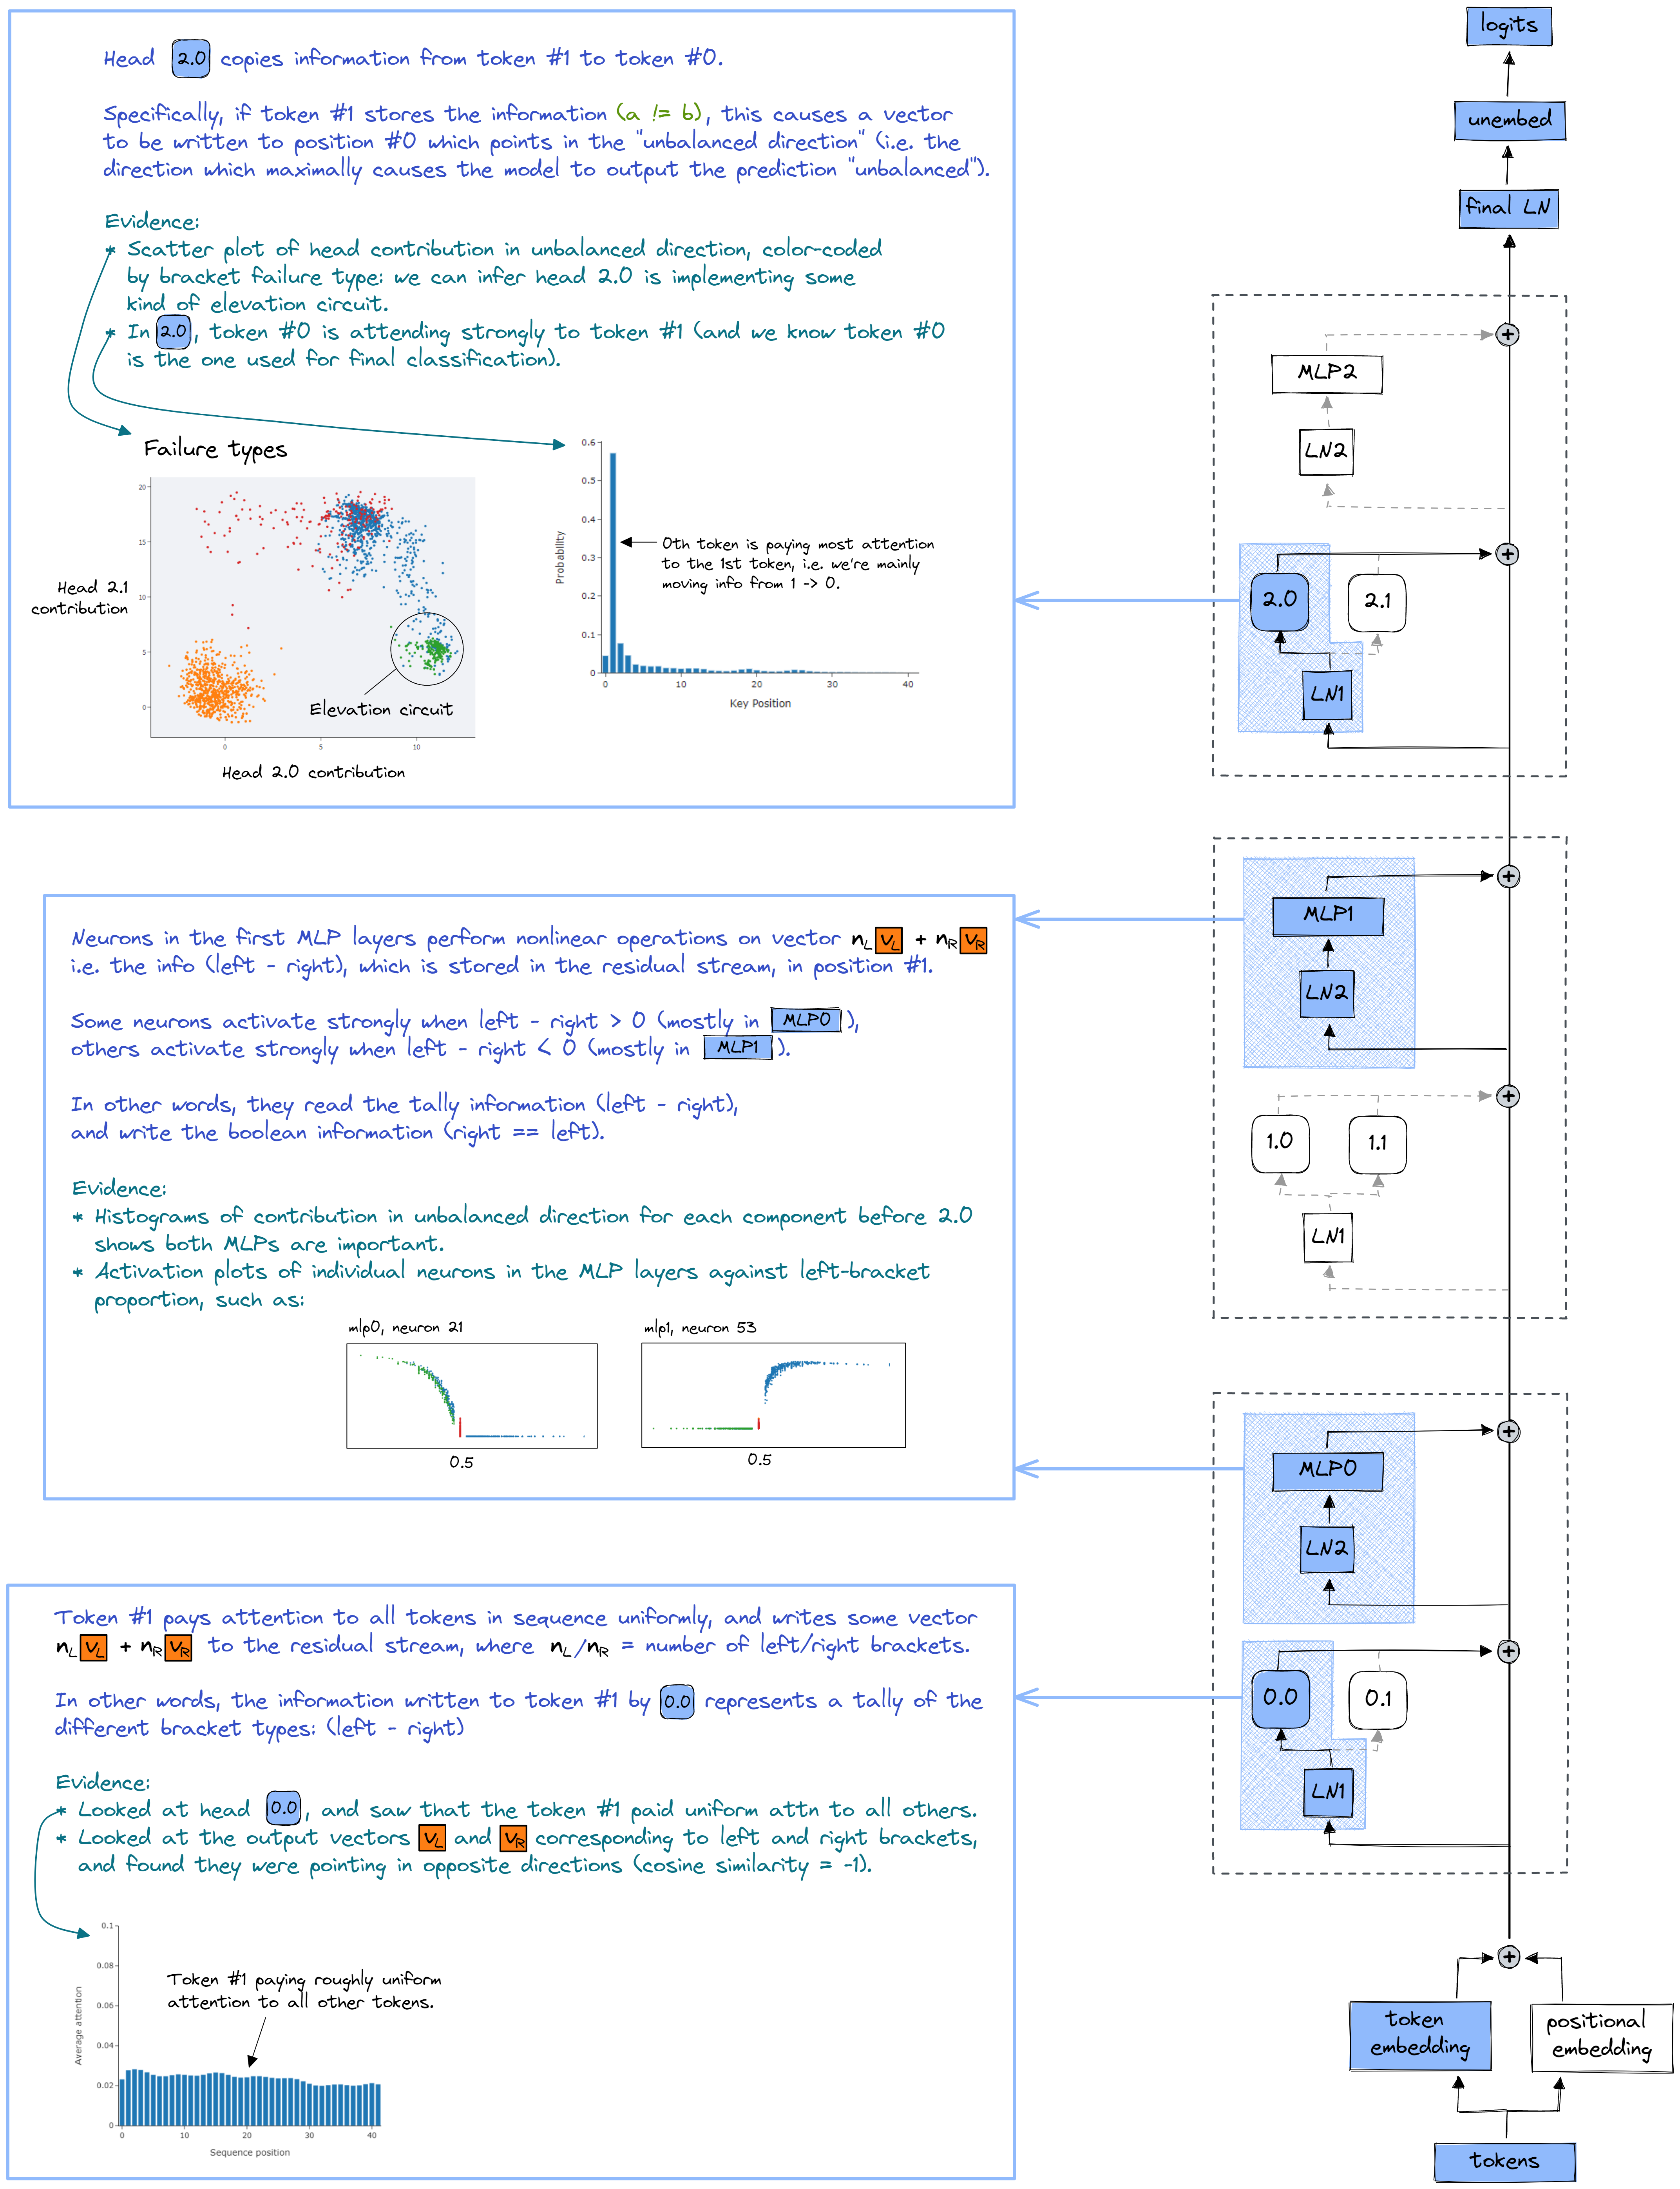 Head 2.0 copies information from token #1 to token #0.
Specifically, if token #1 stores the information (a != b), this causes a vector
to be written to position #0 which points in the "unbalanced direction" (i.e. the
direction which maximally causes the model to output the prediction "unbalanced").
Evidence:
* Scatter plot of head contribution in unbalanced direction, color-coded
by bracket failure type: we can infer head 2.0 is implementing some
kind of elevation circuit.
* In 2.0, token #0 is attending strongly to token #1 (and we know token #0
is the one used for final classification).
Failure types
20
15
10
5
0
0
5
10
Head 2.1
contribution
Elevation circuit
Head 2.0 contribution
0.6
0.5
0.4
0.3
0.2
0.1
0
Probability
0th token is paying most attention
to the 1st token, i.e. we're mainly
moving info from 1 -> 0.
0
10
20
30
40
Key Position
Neurons in the first MLP layers perform nonlinear operations on vector nL vL + nR vR
i.e. the info (left - right), which is stored in the residual stream, in position #1.
Some neurons activate strongly when left - right > 0 (mostly in MLP0),
others activate strongly when left - right < 0 (mostly in MLP1).
In other words, they read the tally information (left - right),
and write the boolean information (right == left).
Evidence:
* Histograms of contribution in unbalanced direction for each component before 2.0
shows both MLPs are important.
* Activation plots of individual neurons in the MLP layers against left-bracket
proportion, such as:
mlp0, neuron 21
0.5
mlp1, neuron 53
0.5
Token #1 pays attention to all tokens in sequence uniformly, and writes some vector
nL vL + nR vR to the residual stream, where nL/nR = number of left/right brackets.
In other words, the information written to token #1 by 0.0 represents a tally of the
different bracket types: (left - right)
Evidence:
* Looked at head 0.0, and saw that the token #1 paid uniform attn to all others.
* Looked at the output vectors vL and vR corresponding to left and right brackets,
and found they were pointing in opposite directions (cosine similarity = -1).
0.1
0.08
0.06
0.04
0.02
0
Average attention
Token #1 paying roughly uniform
attention to all other tokens.
0
10
20
30
40
Sequence position
logits
unembed
final LN
+
MLP2
LN2
+
2.0
2.1
LN1
+
MLP1
LN2
+
1.0
1.1
LN1
+
MLP0
LN2
+
0.0
0.1
LN1
+
token
embedding
positional
embedding
tokens